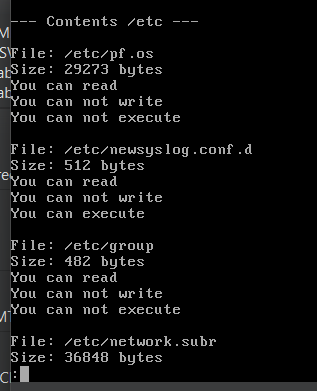 --- Contents /etc ---
File: /etc/pf.os
Size: 29273 bytes
You can read
You can not write
You can not execute
File: /etc/newsyslog.conf.d
Size: 512 bytes
You can read
You can not write
You can execute
File: /etc/group
Size: 482 bytes
You can read
You can not write
You can not execute
File: /etc/network.subr
Size: 36848 bytes
: